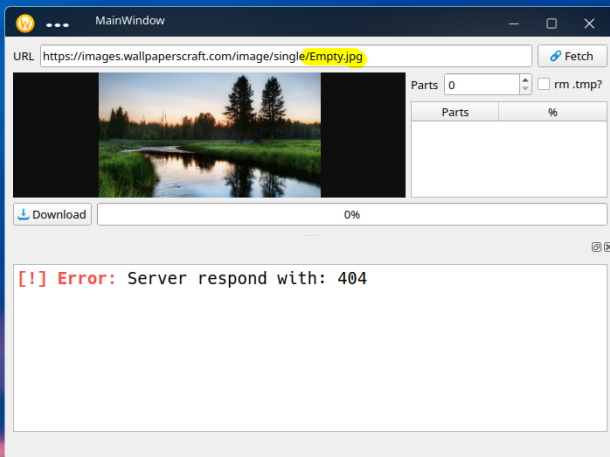 MainWindow
URL https://images.wallpaperscraft.com/image/single/Empty.jpg Fetch
Parts 0 rm .tmp?
Parts %
Download 0%
[!] Error: Server respond with: 404